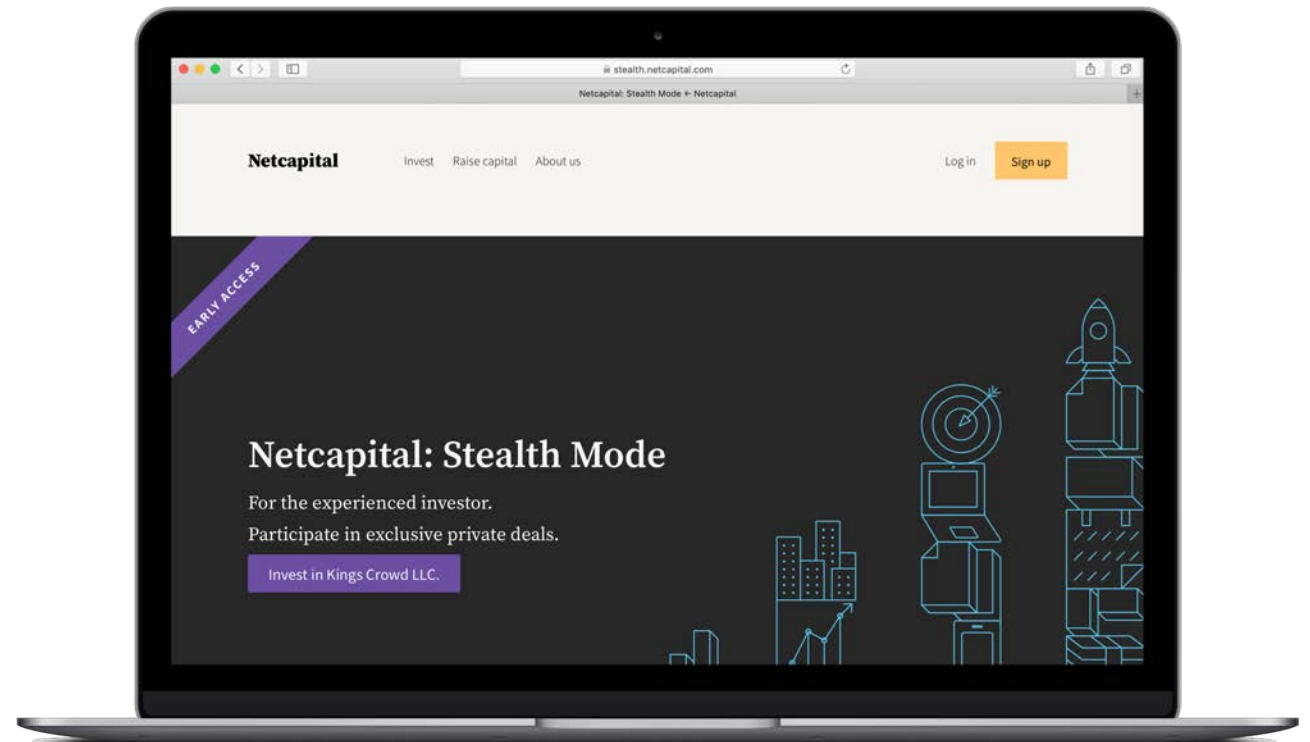 stealth.netcapital.com
Netcapital: Stealth Mode ← Netcapital
Netcapital Invest Raise capital About us Log in Sign up
EARLY ACCESS
Netcapital: Stealth Mode
For the experienced investor.
Participate in exclusive private deals.
Invest in Kings Crowd LLC.